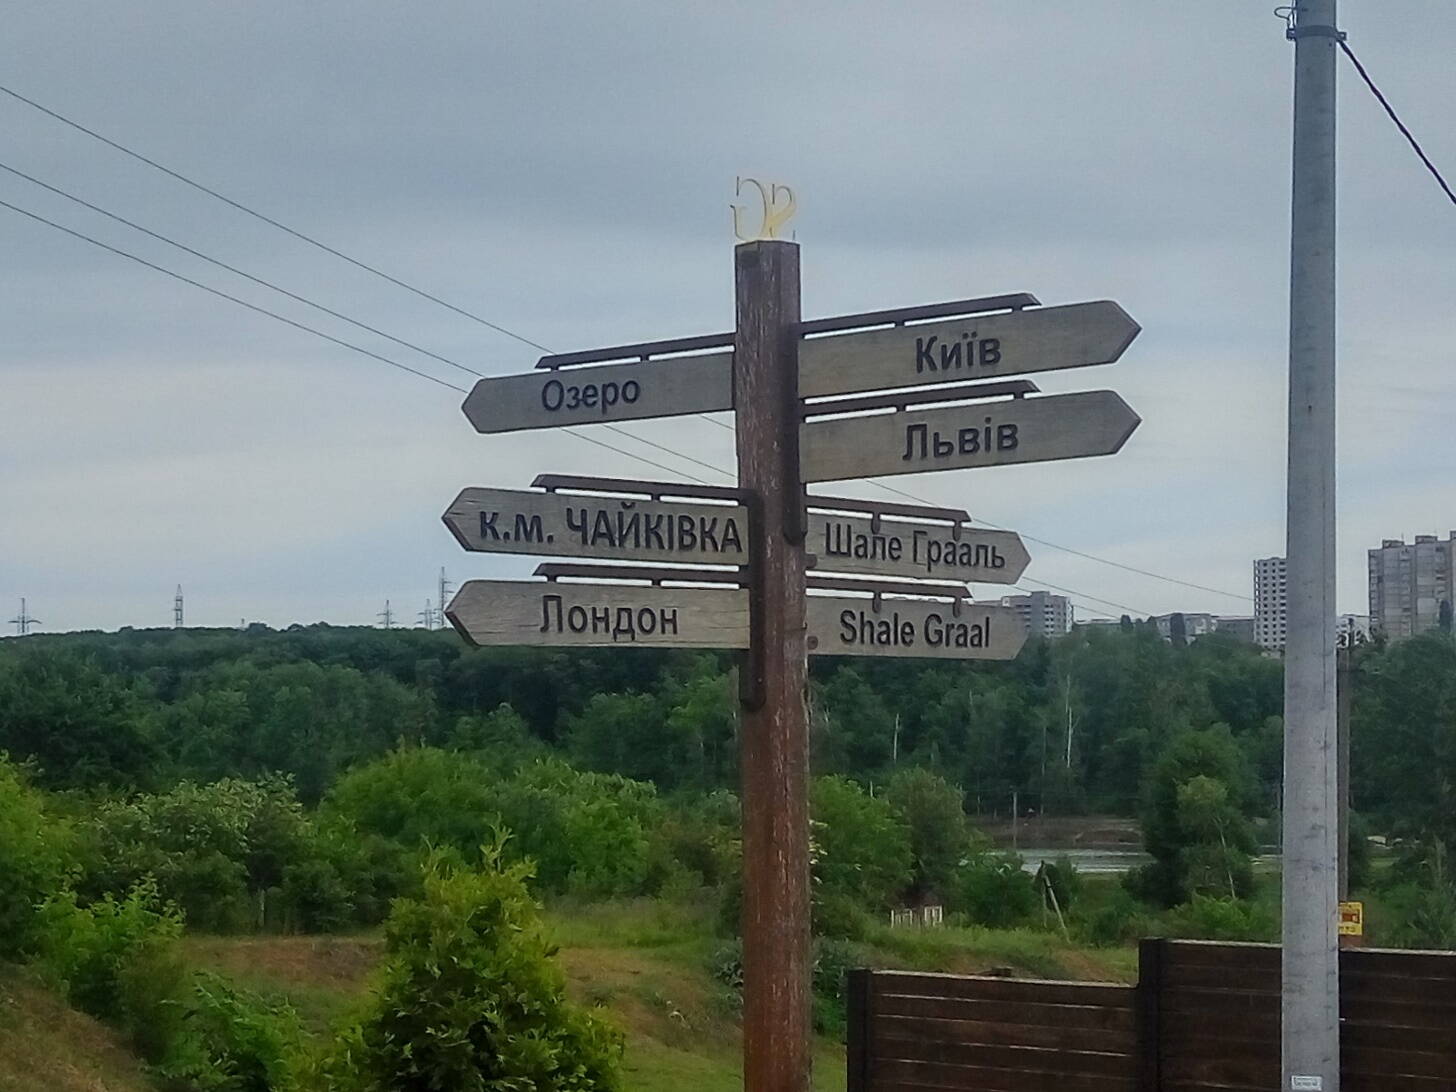 Озеро
Київ
Львів
к.м. ЧАЙКІВКА
Шале Грааль
Лондон
Shale Graal